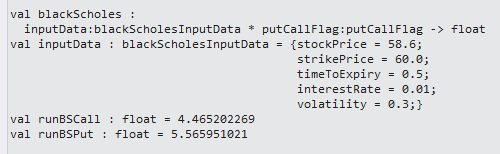 val blackScholes :
  inputData:blackScholesInputData * putCallFlag:putCallFlag -> float
val inputData : blackScholesInputData = {stockPrice = 58.6;
                                         strikePrice = 60.0;
                                         timeToExpiry = 0.5;
                                         interestRate = 0.01;
                                         volatility = 0.3;}
val runBSCall : float = 4.465202269
val runBSPut : float = 5.565951021